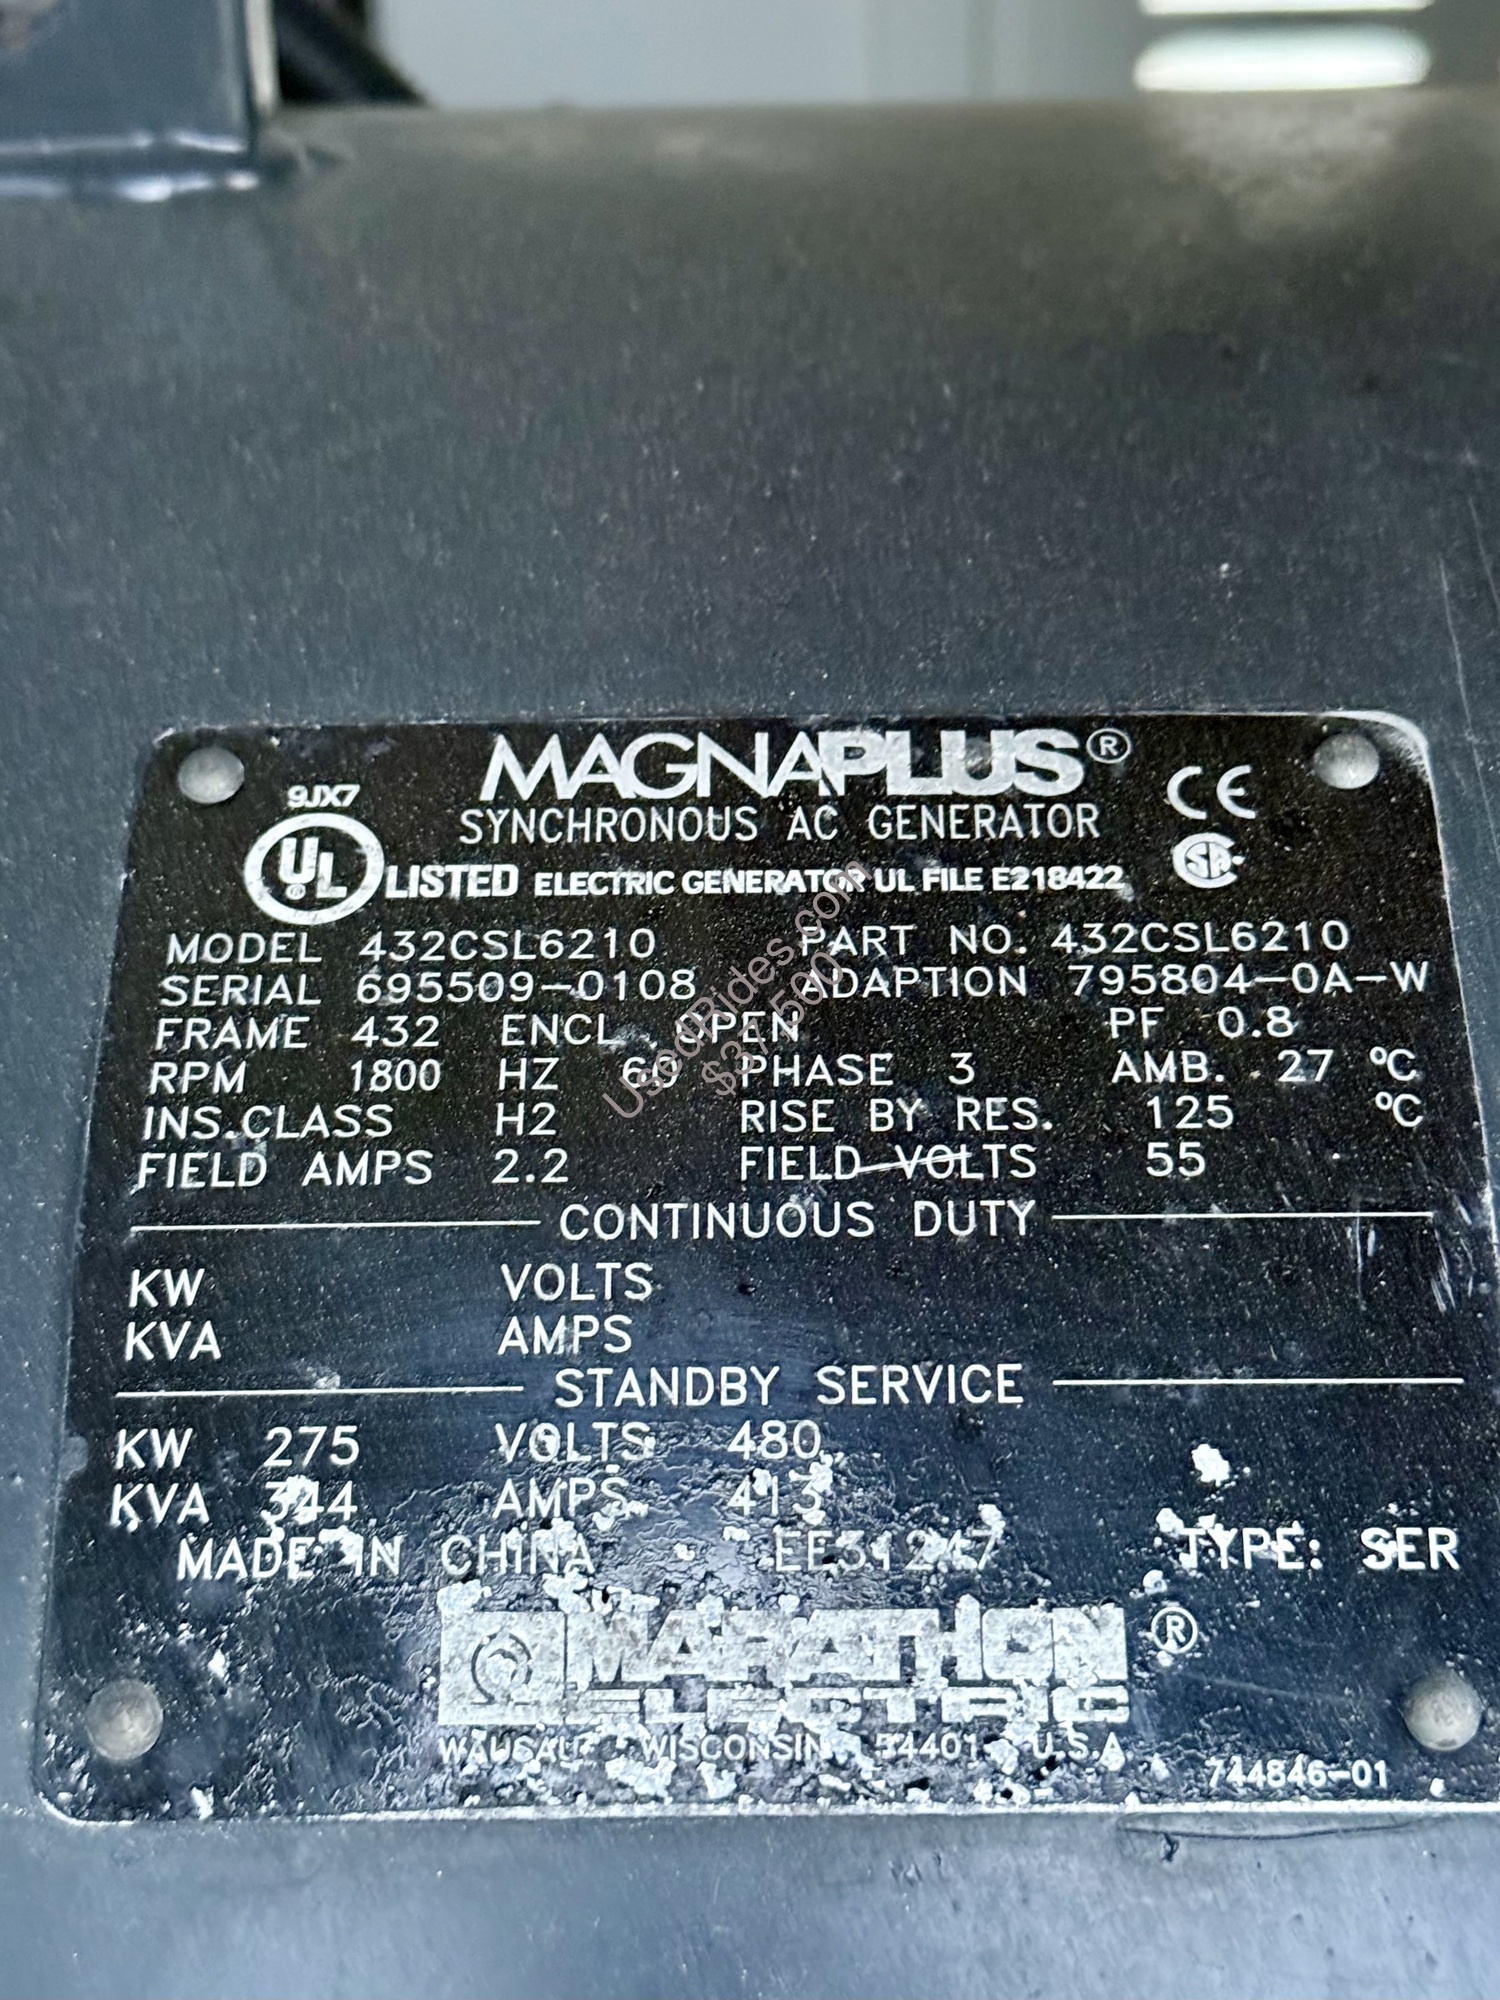 MAGNAPLUS®
SYNCHRONOUS AC GENERATOR
9JX7
UL LISTED ELECTRIC GENERATOR UL FILE E218422
CE
MODEL 432CSL6210 PART NO. 432CSL6210
SERIAL 695509-0108 ADAPTION 795804-0A-W
FRAME 432 ENCL. OPEN PF 0.8
RPM 1800 HZ 60 PHASE 3 AMB. 27 °C
INS.CLASS H2 RISE BY RES. 125 °C
FIELD AMPS 2.2 FIELD VOLTS 55
CONTINUOUS DUTY
KW VOLTS
KVA AMPS
STANDBY SERVICE
KW 275 VOLTS 480
KVA 344 AMPS 413
MADE IN CHINA TYPE: SER
MARATHON®
ELECTRIC
WAUSAU, WISCONSIN 54401 U.S.A.
744846-01
UsedRides.com
$37,500